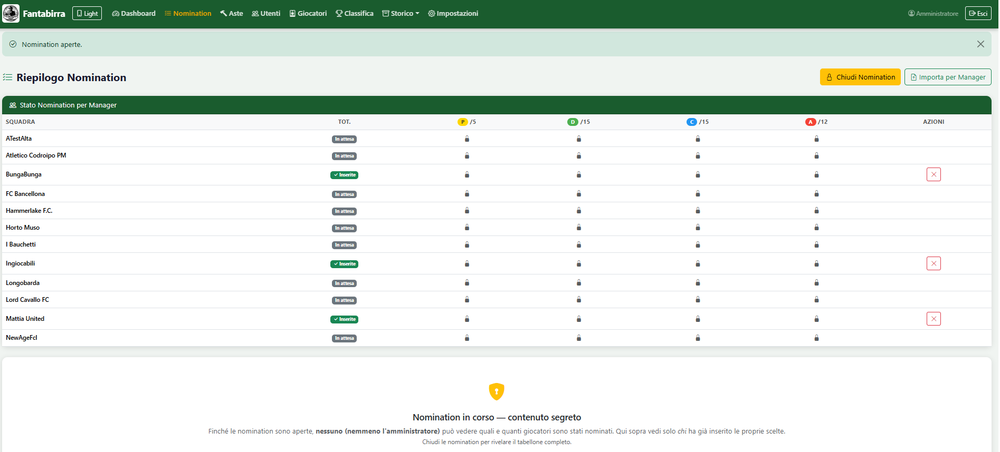 Fantabirra Light Dashboard Nomination Aste Utenti Giocatori Classifica Storico Impostazioni Amministratore Esci
Nomination aperte.
Riepilogo Nomination Chiudi Nomination Importa per Manager
Stato Nomination per Manager
SQUADRA TOT. P /5 D /15 C /15 A /12 AZIONI
ATestAlta In attesa
Atletico Codroipo PM In attesa
BungaBunga Inserite
FC Bancellona In attesa
Hammerlake F.C. In attesa
Horto Muso In attesa
I Bauchetti In attesa
Ingiocabili Inserite
Longobarda In attesa
Lord Cavallo FC In attesa
Mattia United Inserite
NewAgeFcl In attesa
Nomination in corso — contenuto segreto
Finché le nomination sono aperte, nessuno (nemmeno l'amministratore) può vedere quali e quanti giocatori sono stati nominati. Qui sopra vedi solo chi ha già inserito le proprie scelte.
Chiudi le nomination per rivelare il tabellone completo.